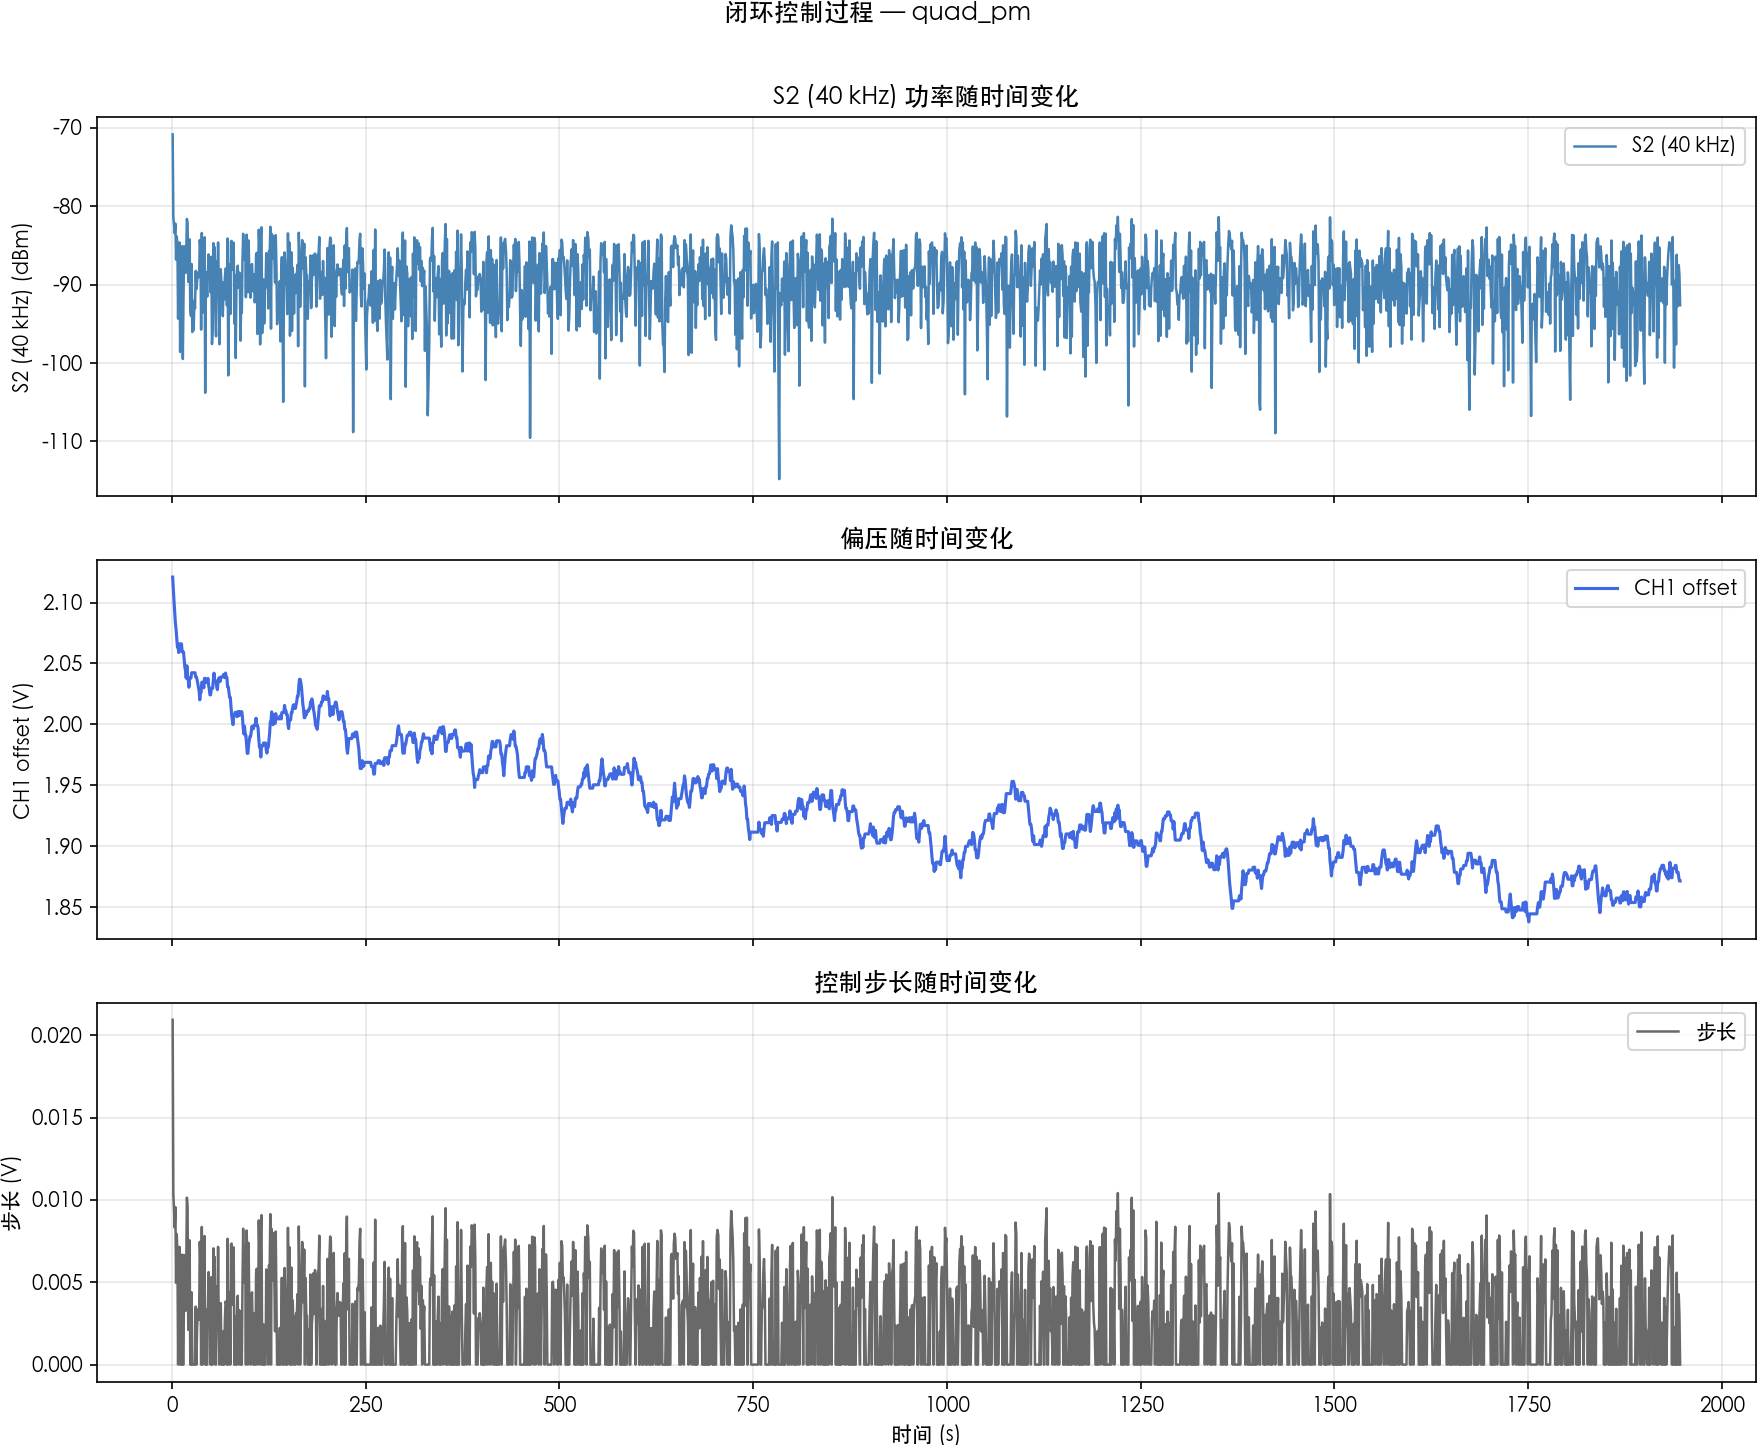 闭环控制过程 — quad_pm
S2 (40 kHz) 功率随时间变化
S2 (40 kHz) (dBm)
-70
-80
-90
-100
-110
S2 (40 kHz)
偏压随时间变化
CH1 offset (V)
2.10
2.05
2.00
1.95
1.90
1.85
CH1 offset
控制步长随时间变化
步长 (V)
0.020
0.015
0.010
0.005
0.000
步长
0 250 500 750 1000 1250 1500 1750 2000
时间 (s)